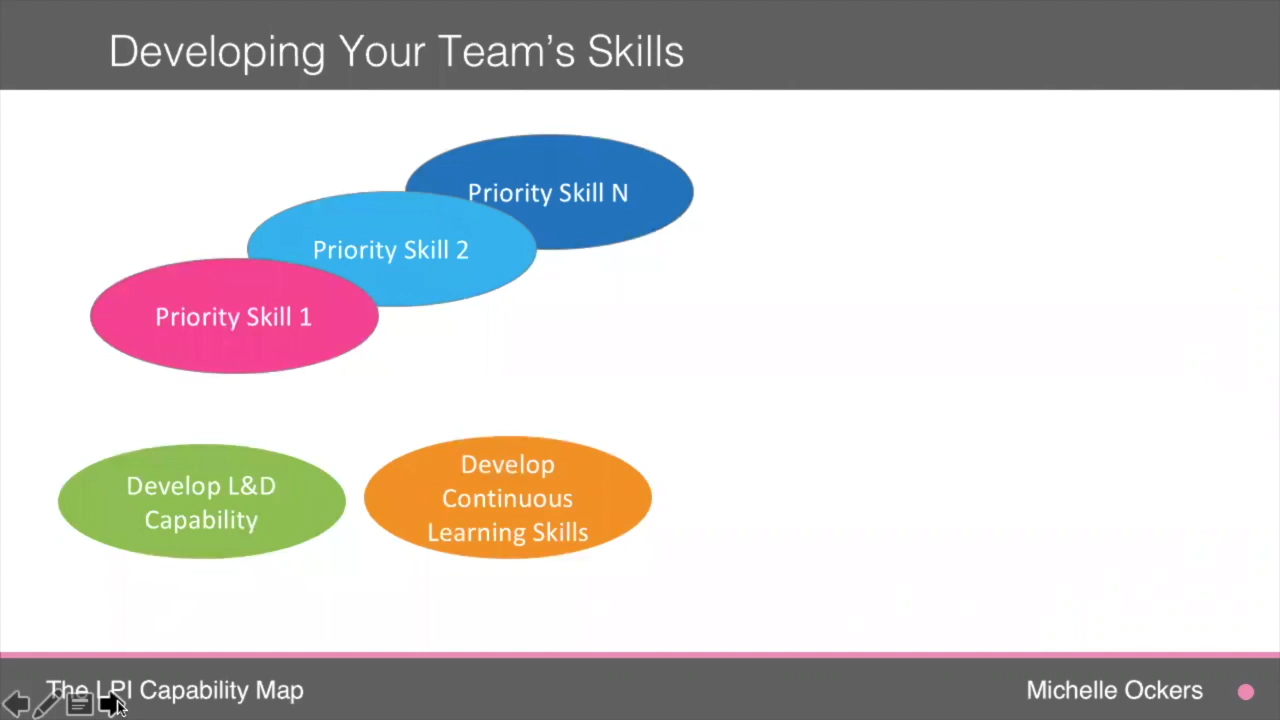 Developing Your Team’s Skills
Priority Skill N
Priority Skill 2
Priority Skill 1
Develop L&D
Capability
Develop
Continuous
Learning Skills
The LPI Capability Map
Michelle Ockers